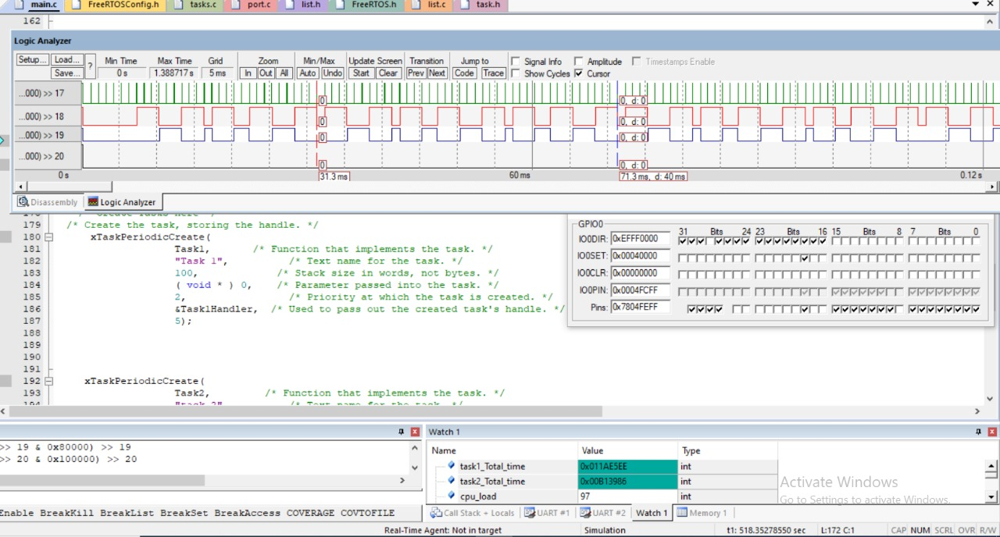 main.c FreeRTOSConfig.h tasks.c port.c list.h FreeRTOS.h list.c task.h
162
Logic Analyzer
Setup... Load... ? Min Time Max Time Grid Zoom Min/Max Update Screen Transition Jump to Signal Info Amplitude Timestamps Enable
Save... 0 s 1.388717 s 5 ms In Out All Auto Undo Start Clear Prev Next Code Trace Show Cycles Cursor
...000) >> 17
0 0, d: 0
...000) >> 18
0 0, d: 0
...000) >> 19
0 0, d: 0
...000) >> 20
0 0, d: 0
0 s 31.3 ms 60 ms 71.3 ms, d: 40 ms 0.12 s
Disassembly Logic Analyzer
179 /* Create the task, storing the handle. */
180 xTaskPeriodicCreate(
181 Task1, /* Function that implements the task. */
182 "Task 1", /* Text name for the task. */
183 100, /* Stack size in words, not bytes. */
184 ( void * ) 0, /* Parameter passed into the task. */
185 2, /* Priority at which the task is created. */
186 &Task1Handler, /* Used to pass out the created task's handle. */
187 5);
188
189
190
191
192 xTaskPeriodicCreate(
193 Task2, /* Function that implements the task. */
GPIO0
31 Bits 24 23 Bits 16 15 Bits 8 7 Bits 0
IO0DIR: 0xEFFF0000
IO0SET: 0x00040000
IO0CLR: 0x00000000
IO0PIN: 0x0004FCFF
Pins: 0x7804FEFF
>> 19 & 0x80000) >> 19
>> 20 & 0x100000) >> 20
Enable BreakKill BreakList BreakSet BreakAccess COVERAGE COVTOFILE
Watch 1
Name Value Type
task1_Total_time 0x011AE5EE int
task2_Total_time 0x00B13986 int
cpu_load 97 int
Activate Windows
Go to Settings to activate Windows.
Call Stack + Locals UART #1 UART #2 Watch 1 Memory 1
Real-Time Agent: Not in target Simulation t1: 518.35278550 sec L:172 C:1 CAP NUM SCRL OVR R/W